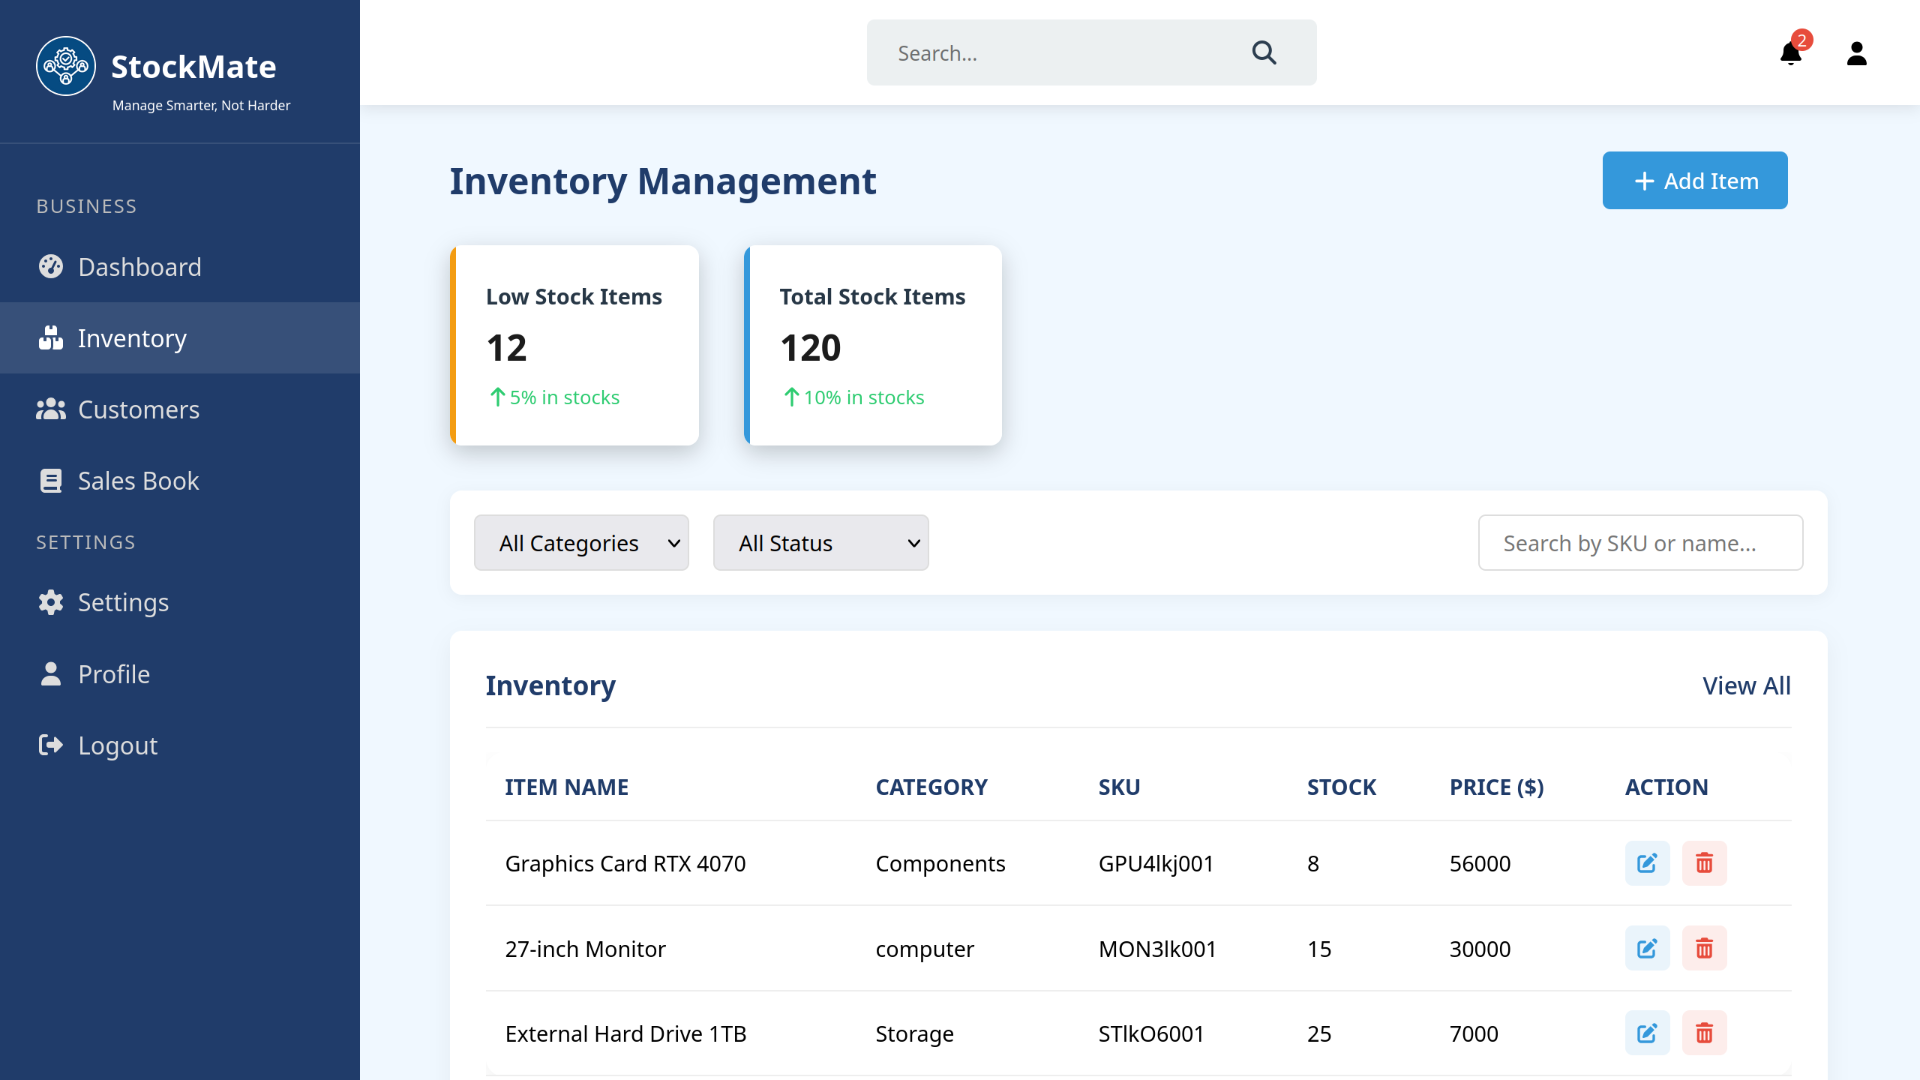 StockMate
Manage Smarter, Not Harder
BUSINESS
Dashboard
Inventory
Customers
Sales Book
SETTINGS
Settings
Profile
Logout
Search...
2
Inventory Management
Add Item
Low Stock Items
12
5% in stocks
Total Stock Items
120
10% in stocks
All Categories
All Status
Search by SKU or name...
Inventory
View All
ITEM NAME CATEGORY SKU STOCK PRICE ($) ACTION
Graphics Card RTX 4070 Components GPU4lkj001 8 56000
27-inch Monitor computer MON3lk001 15 30000
External Hard Drive 1TB Storage STlkO6001 25 7000